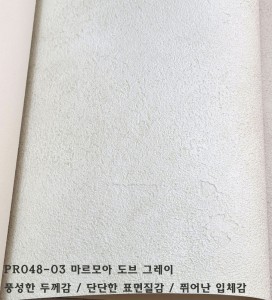 PR048-03 마르모아 도브 그레이
풍성한 두께감 / 단단한 표면질감 / 뛰어난 입체감